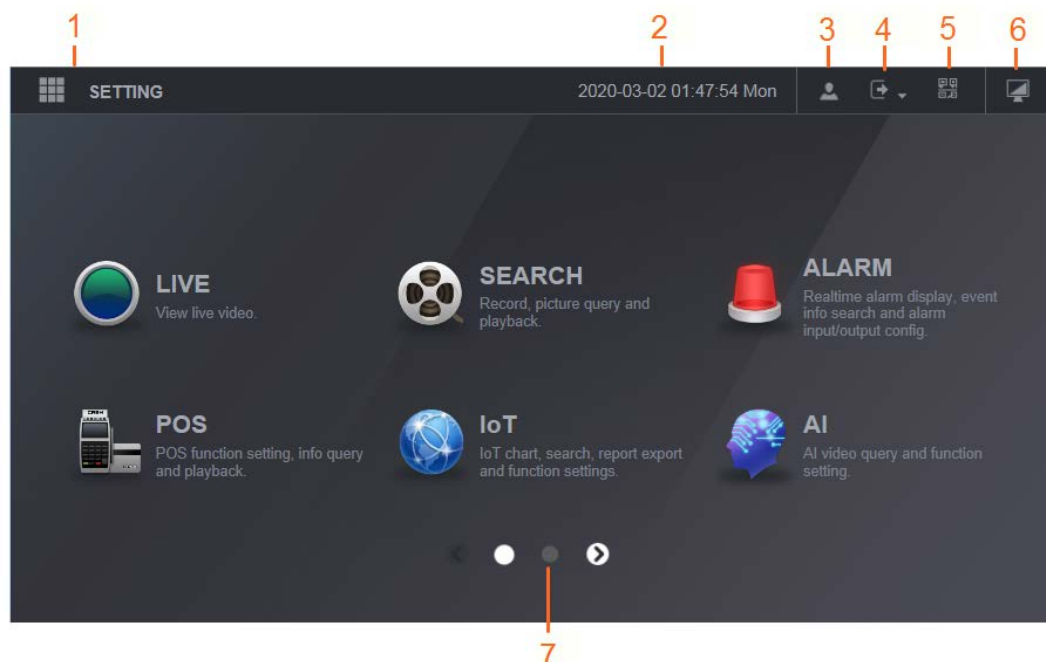 1
2
3
4
5
6
SETTING
2020-03-02 01:47:54 Mon
LIVE
View live video.
SEARCH
Record, picture query and
playback.
ALARM
Realtime alarm display, event
info search and alarm
input/output config.
POS
POS function setting, info query
and playback.
IoT
IoT chart, search, report export
and function settings.
AI
AI video query and function
setting.
7